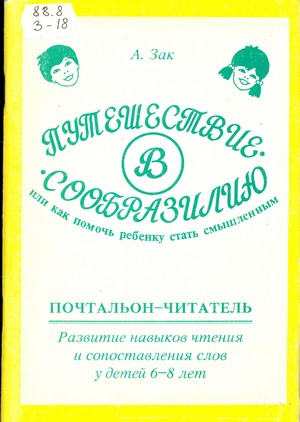 88.8
З-18
А. Зак
ПУТЕШЕСТВИЕ·
В
·СООБРАЗИЛИЮ
или как помочь ребенку стать смышленным
ПОЧТАЛЬОН–ЧИТАТЕЛЬ
Развитие навыков чтения
и сопоставления слов
у детей 6–8 лет